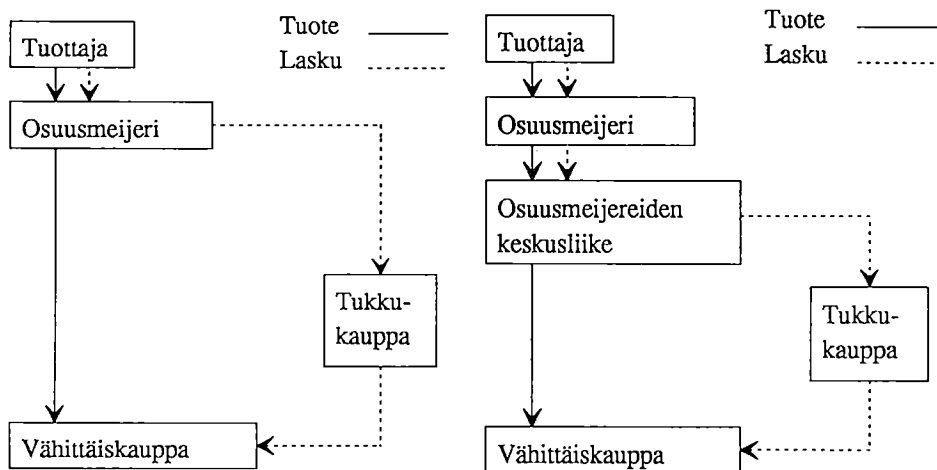 Tuote
Lasku
Tuottaja
Osuusmeijeri
Tukku-
kauppa
Vähittäiskauppa
Tuote
Lasku
Tuottaja
Osuusmeijeri
Osuusmeijereiden
keskusliike
Tukku-
kauppa
Vähittäiskauppa